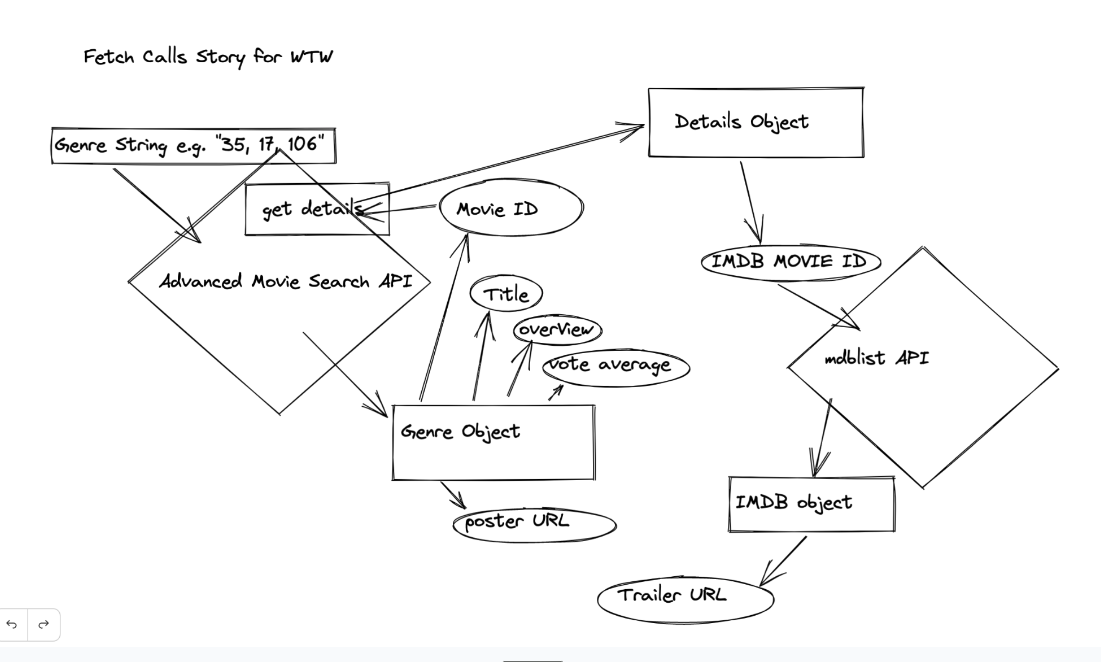 Fetch Calls Story for WTW
Genre String e.g. "35, 17, 106"
get details
Movie ID
Details Object
Advanced Movie Search API
Title
overView
vote average
IMDB MOVIE ID
mdblist API
Genre Object
poster URL
IMDB object
Trailer URL